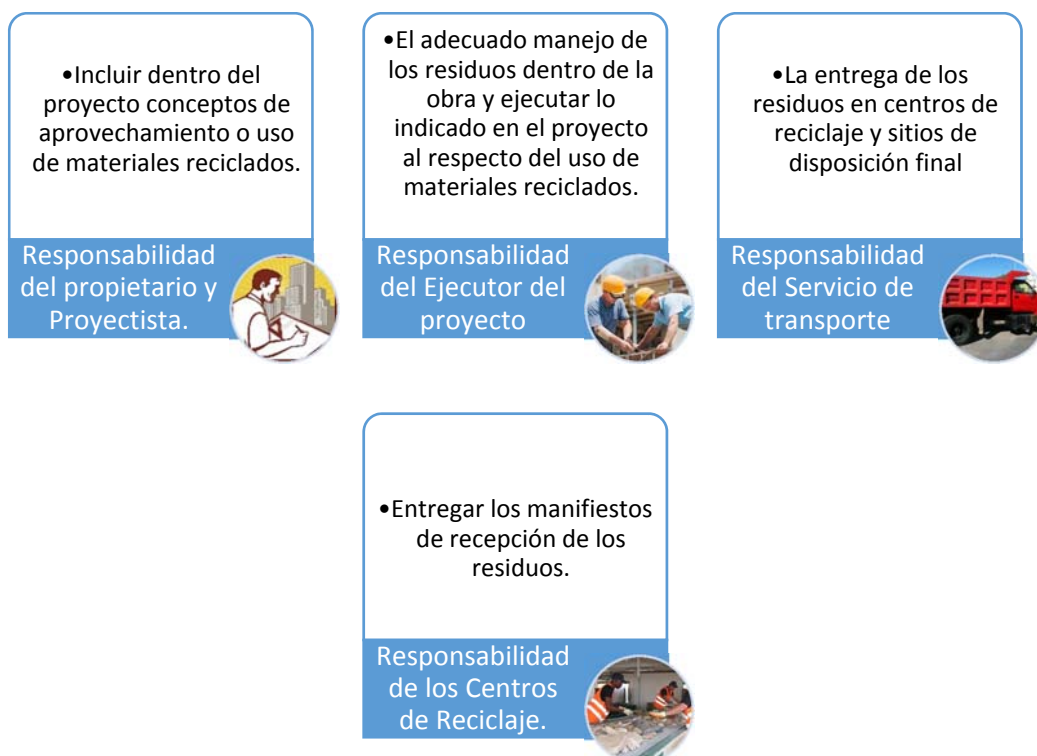 •Incluir dentro del
proyecto conceptos de
aprovechamiento o uso
de materiales reciclados.
Responsabilidad
del propietario y
Proyectista.
•El adecuado manejo de
los residuos dentro de la
obra y ejecutar lo
indicado en el proyecto
al respecto del uso de
materiales reciclados.
Responsabilidad
del Ejecutor del
proyecto
•La entrega de los
residuos en centros de
reciclaje y sitios de
disposición final
Responsabilidad
del Servicio de
transporte
•Entregar los manifiestos
de recepción de los
residuos.
Responsabilidad
de los Centros
de Reciclaje.